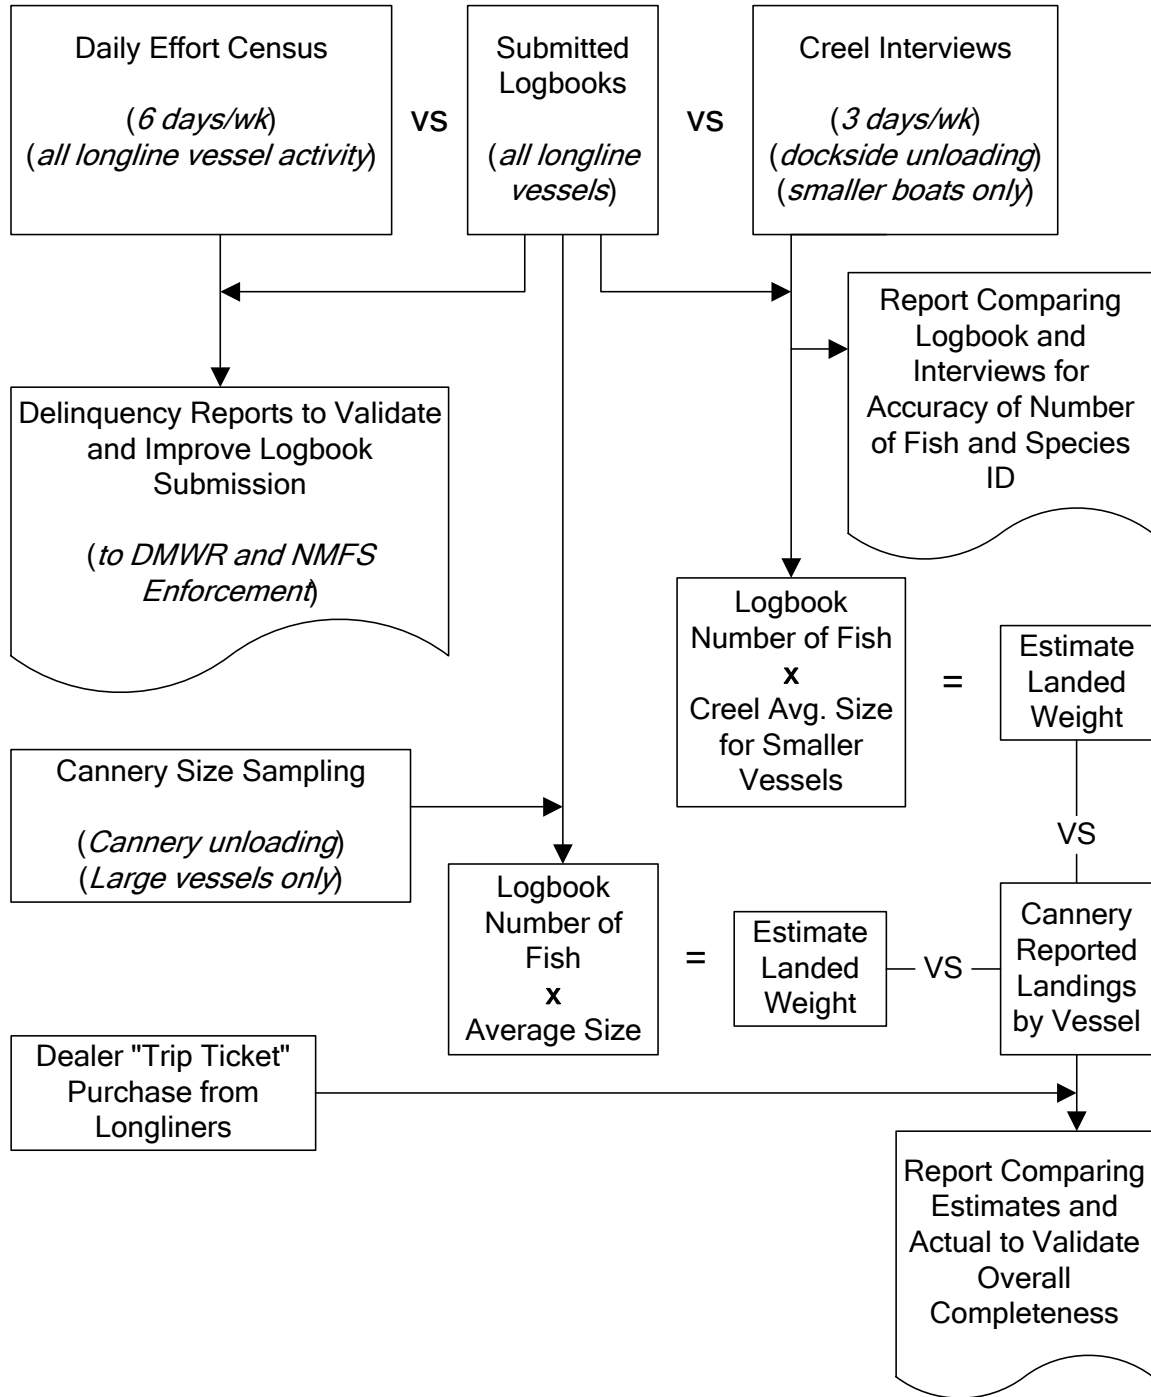 Daily Effort Census
(6 days/wk)
(all longline vessel activity)
vs
Submitted
Logbooks
(all longline
vessels)
vs
Creel Interviews
(3 days/wk)
(dockside unloading)
(smaller boats only)
Report Comparing
Logbook and
Interviews for
Accuracy of Number
of Fish and Species
ID
Delinquency Reports to Validate
and Improve Logbook
Submission
(to DMWR and NMFS
Enforcement)
Logbook
Number of Fish
x
Creel Avg. Size
for Smaller
Vessels
=
Estimate
Landed
Weight
VS
Cannery Size Sampling
(Cannery unloading)
(Large vessels only)
Logbook
Number of
Fish
x
Average Size
=
Estimate
Landed
Weight
VS
Cannery
Reported
Landings
by Vessel
Dealer "Trip Ticket"
Purchase from
Longliners
Report Comparing
Estimates and
Actual to Validate
Overall
Completeness